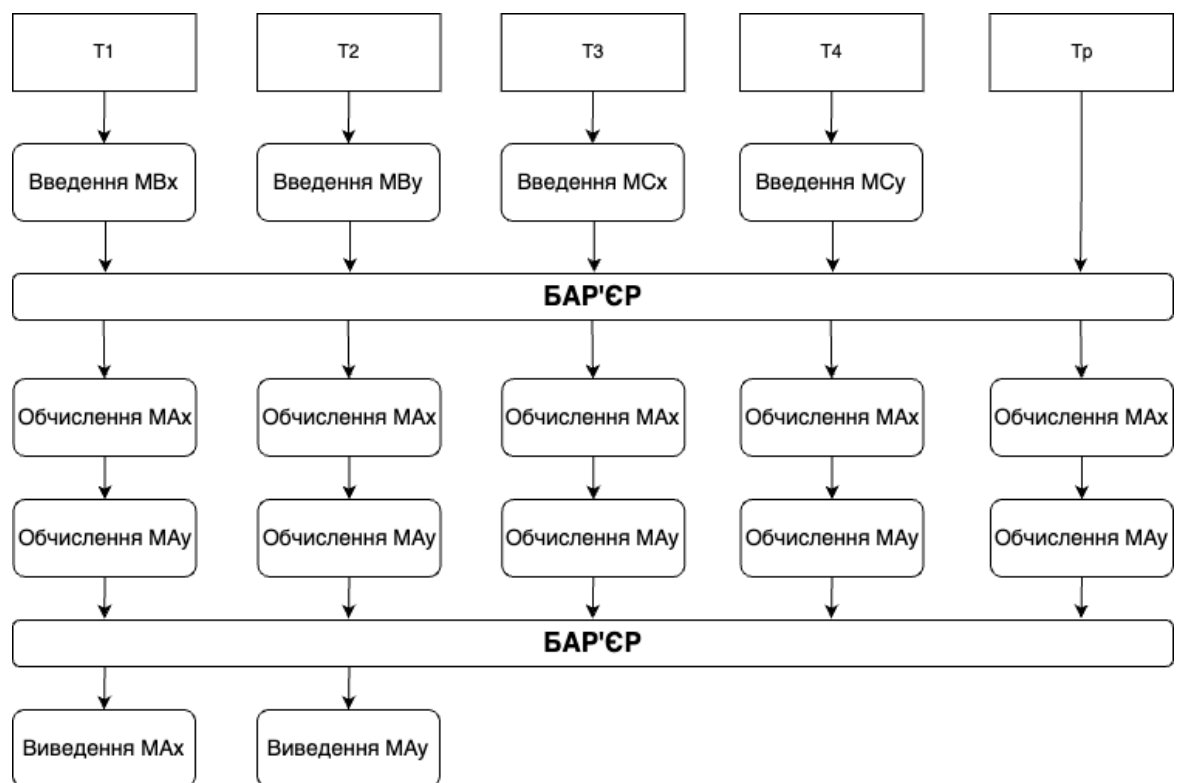 T1
T2
T3
T4
Tp
Введення MBx
Введення MBy
Введення MCx
Введення MCy
БАР'ЄР
Обчислення MAx
Обчислення MAx
Обчислення MAx
Обчислення MAx
Обчислення MAx
Обчислення MAy
Обчислення MAy
Обчислення MAy
Обчислення MAy
Обчислення MAy
БАР'ЄР
Виведення MAx
Виведення MAy